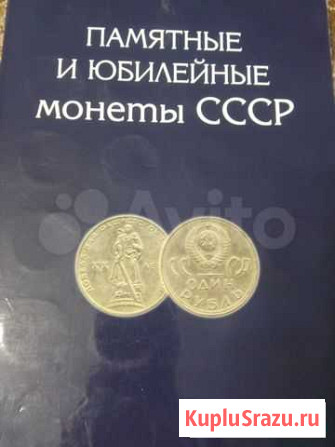 ПАМЯТНЫЕ
И ЮБИЛЕЙНЫЕ
монеты СССР
ОДИН
РУБЛЬ
Avito
KupluSrazu.ru